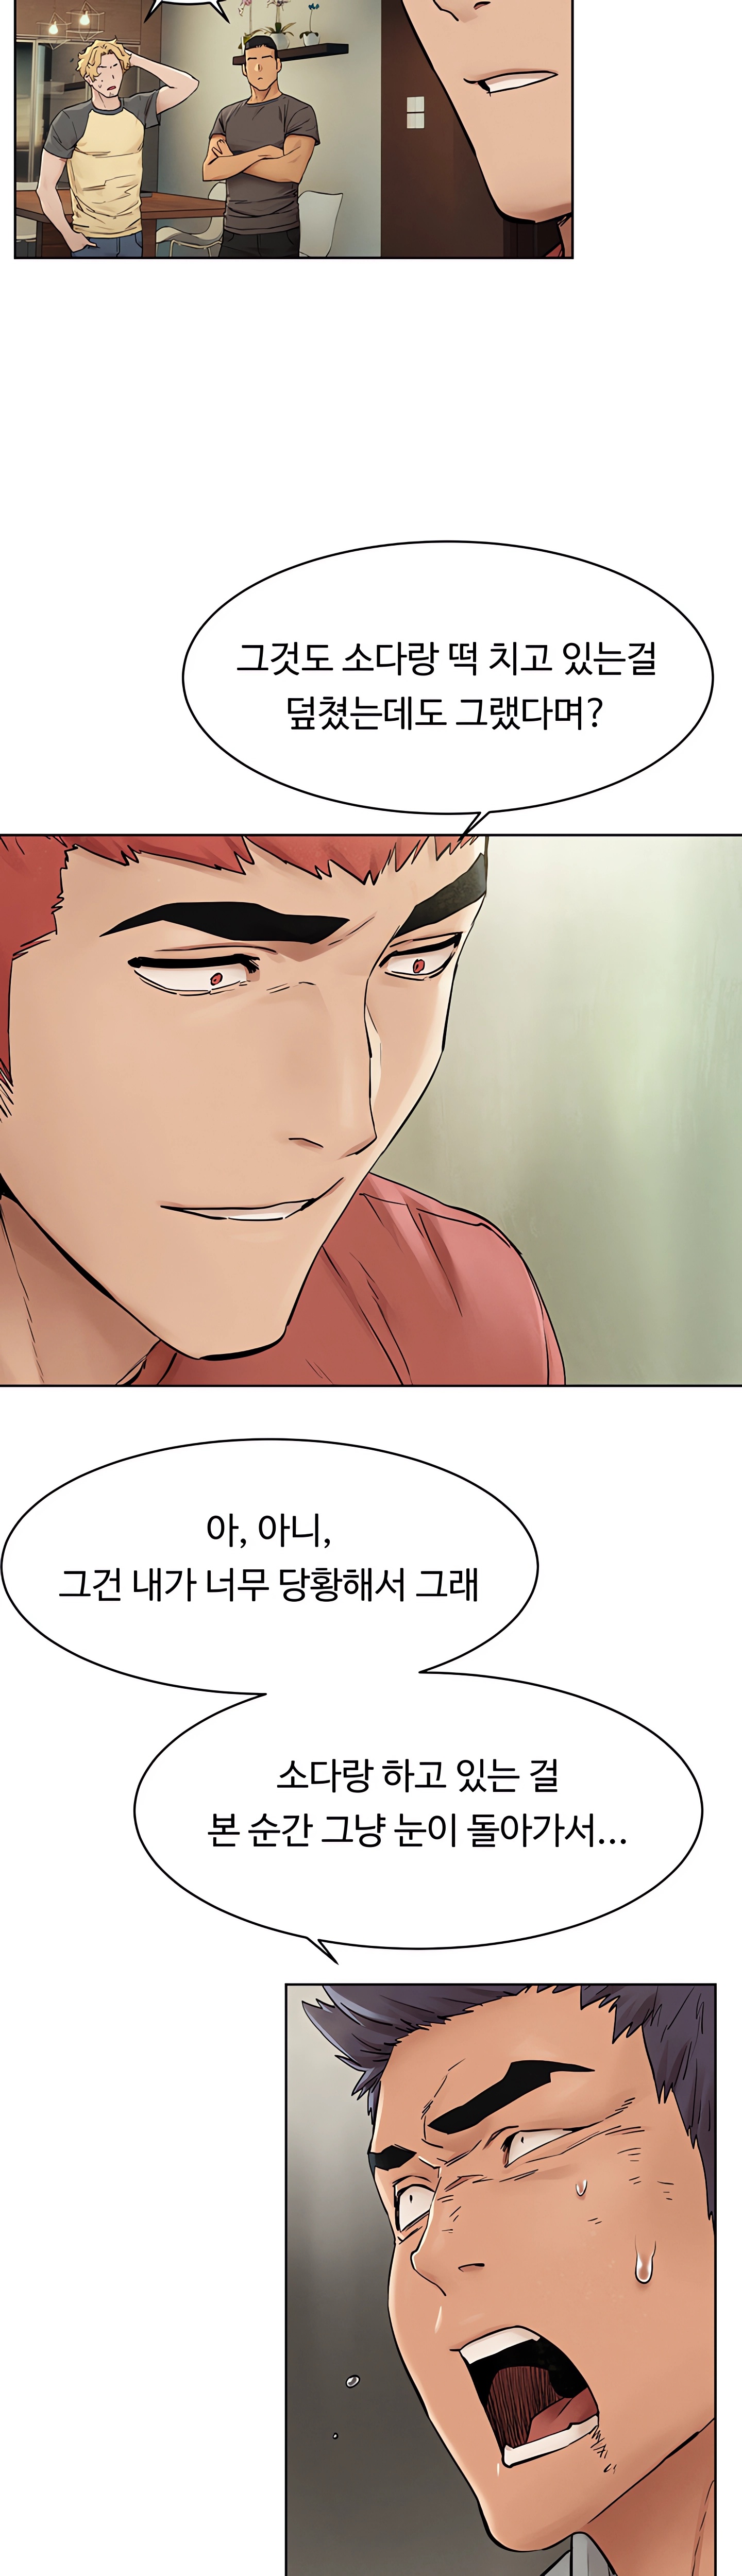 그것도 소다랑 떡 치고 있는걸
덮쳤는데도 그랬다며?
아, 아니,
그건 내가 너무 당황해서 그래
소다랑 하고 있는 걸
본 순간 그냥 눈이 돌아가서...